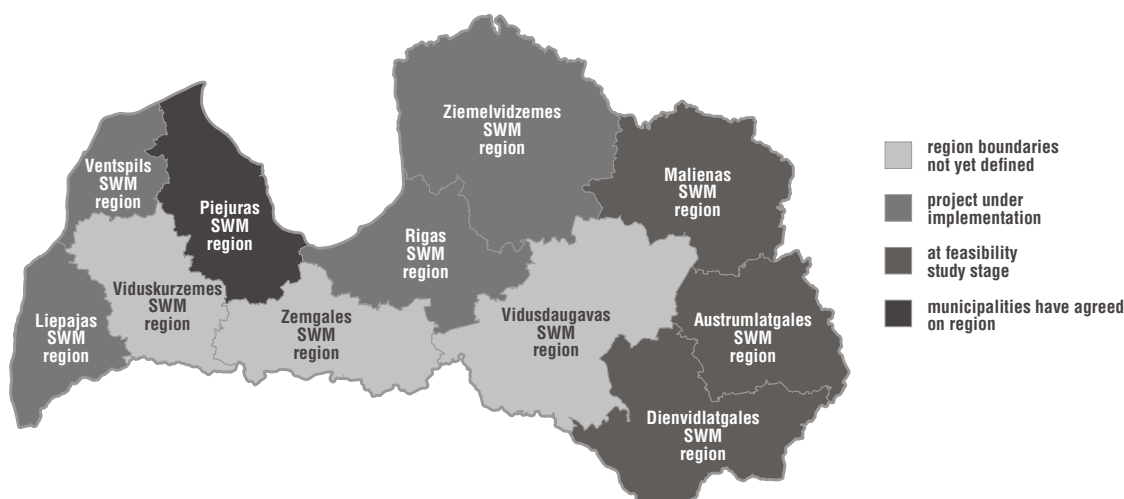 Ziemelvidzemes
SWM
region
Ventspils
SWM
region
Piejuras
SWM
region
Malienas
SWM
region
Rigas
SWM
region
Viduskurzemes
SWM
region
Liepajas
SWM
region
Zemgales
SWM
region
Vidusdaugavas
SWM
region
Austrumlatgales
SWM
region
Dienvidlatgales
SWM
region
region boundaries
not yet defined
project under
implementation
at feasibility
study stage
municipalities have agreed
on region